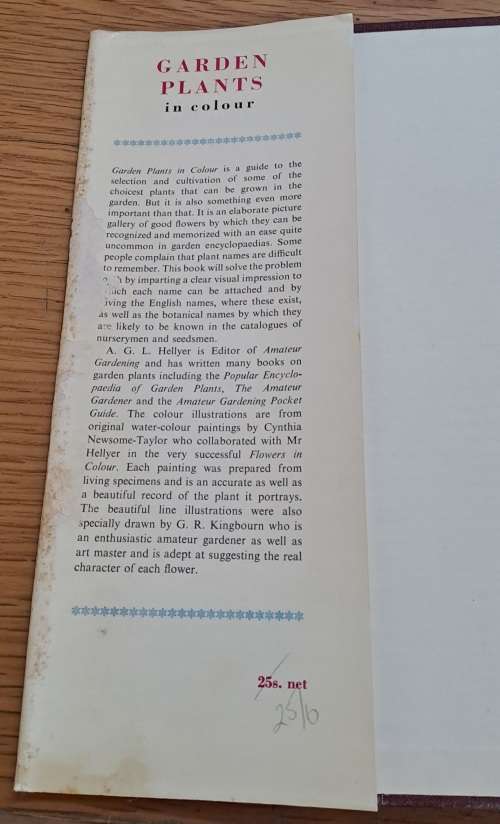 GARDEN
PLANTS
in colour
Garden Plants in Colour is a guide to the
selection and cultivation of some of the
choicest plants that can be grown in the
garden. But it is also something even more
important than that. It is an elaborate picture
gallery of good flowers by which they can be
recognized and memorized with an ease quite
uncommon in garden encyclopaedias. Some
people complain that plant names are difficult
to remember. This book will solve the problem
by imparting a clear visual impression to
which each name can be attached and by
giving the English names, where these exist,
as well as the botanical names by which they
are likely to be known in the catalogues of
nurserymen and seedsmen.
A. G. L. Hellyer is Editor of Amateur
Gardening and has written many books on
garden plants including the Popular Encyclo-
paedia of Garden Plants, The Amateur
Gardener and the Amateur Gardening Pocket
Guide. The colour illustrations are from
original water-colour paintings by Cynthia
Newsome-Taylor who collaborated with Mr
Hellyer in the very successful Flowers in
Colour. Each painting was prepared from
living specimens and is an accurate as well as
a beautiful record of the plant it portrays.
The beautiful line illustrations were also
specially drawn by G. R. Kingbourn who is
an enthusiastic amateur gardener as well as
art master and is adept at suggesting the real
character of each flower.
25s. net
25/6